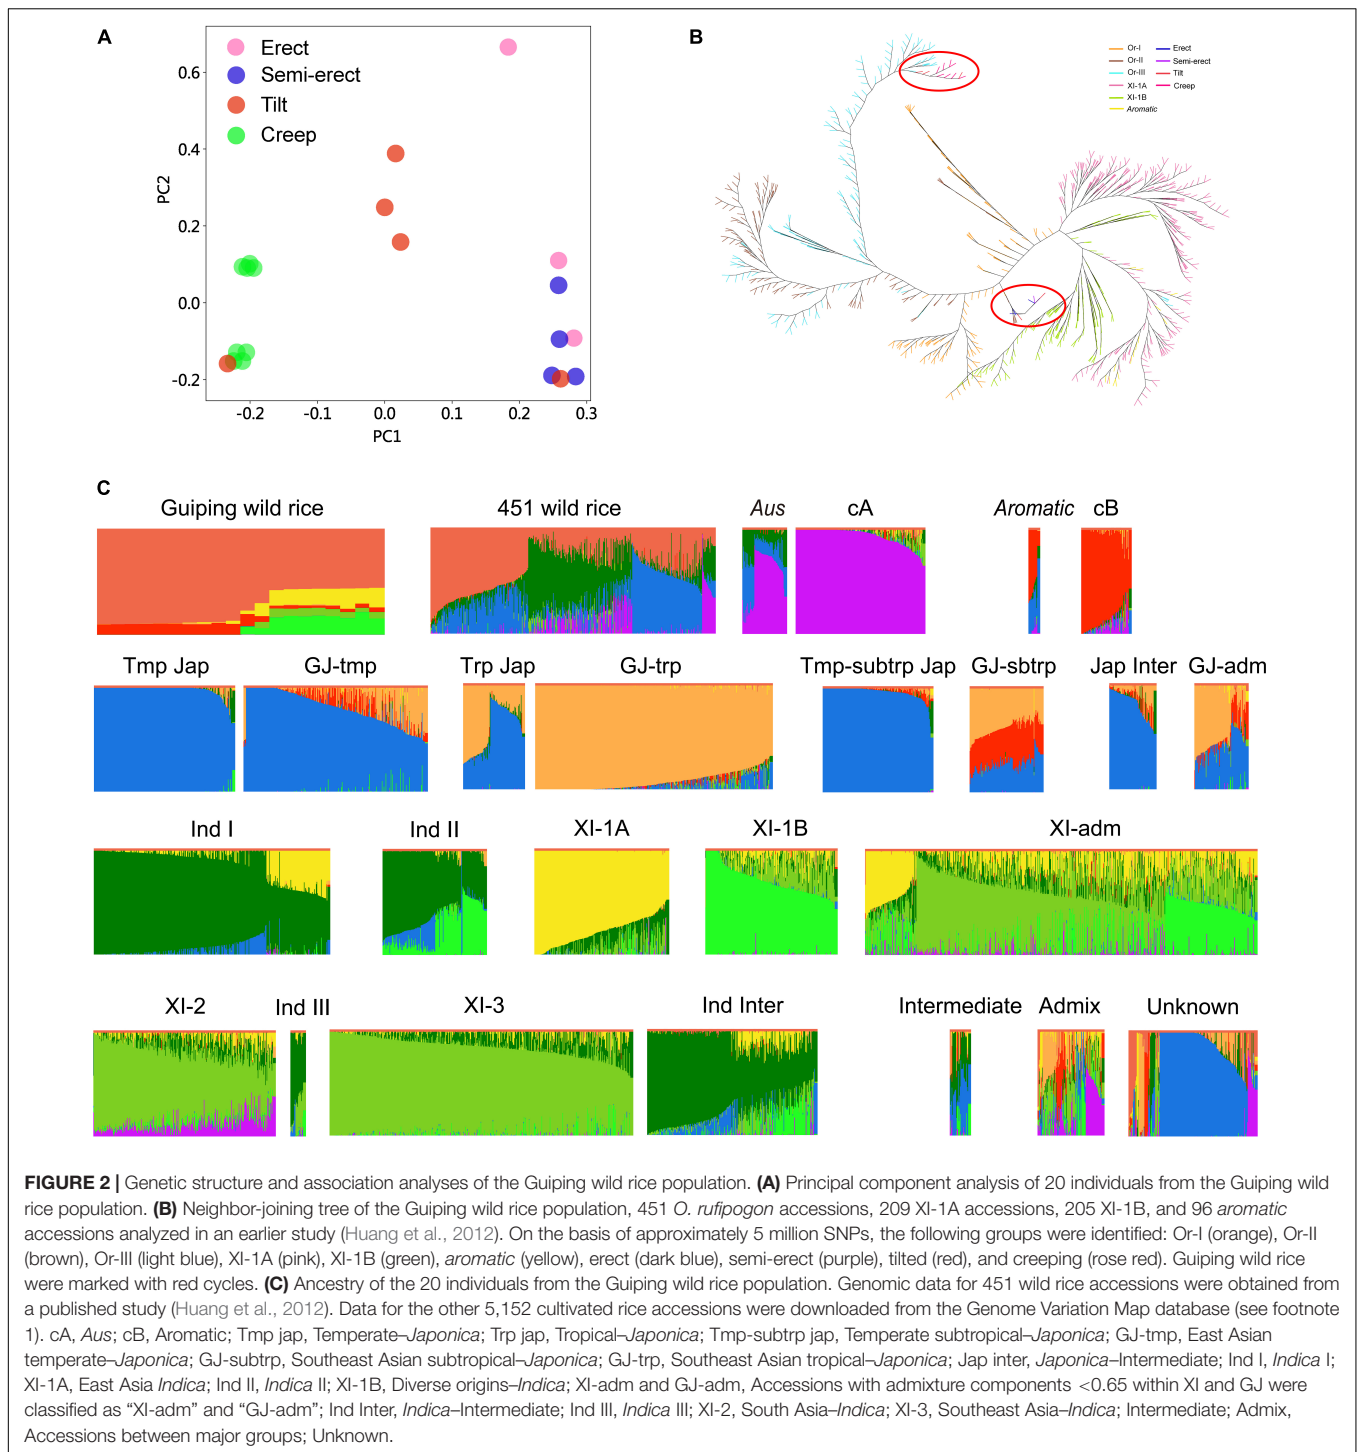 A
B
Erect
Semi-erect
Tilt
Creep
0.6
0.4
0.2
0.0
-0.2
PC2
-0.2
-0.1
0.0
0.1
0.2
0.3
PC1
Or-I
Or-II
Or-III
XI-1A
XI-1B
Aromatic
Erect
Semi-erect
Tilt
Creep
C
Guiping wild rice
451 wild rice
Aus
cA
Aromatic
cB
Tmp Jap
GJ-tmp
Trp Jap
GJ-trp
Tmp-subtrp Jap
GJ-sbtrp
Jap Inter
GJ-adm
Ind I
Ind II
XI-1A
XI-1B
XI-adm
XI-2
Ind III
XI-3
Ind Inter
Intermediate
Admix
Unknown
FIGURE 2 | Genetic structure and association analyses of the Guiping wild rice population. (A) Principal component analysis of 20 individuals from the Guiping wild
rice population. (B) Neighbor-joining tree of the Guiping wild rice population, 451 O. rufipogon accessions, 209 XI-1A accessions, 205 XI-1B, and 96 aromatic
accessions analyzed in an earlier study (Huang et al., 2012). On the basis of approximately 5 million SNPs, the following groups were identified: Or-I (orange), Or-II
(brown), Or-III (light blue), XI-1A (pink), XI-1B (green), aromatic (yellow), erect (dark blue), semi-erect (purple), tilted (red), and creeping (rose red). Guiping wild rice
were marked with red cycles. (C) Ancestry of the 20 individuals from the Guiping wild rice population. Genomic data for 451 wild rice accessions were obtained from
a published study (Huang et al., 2012). Data for the other 5,152 cultivated rice accessions were downloaded from the Genome Variation Map database (see footnote
1). cA, Aus; cB, Aromatic; Tmp jap, Temperate–Japonica; Trp jap, Tropical–Japonica; Tmp-subtrp jap, Temperate subtropical–Japonica; GJ-tmp, East Asian
temperate–Japonica; GJ-subtrp, Southeast Asian subtropical–Japonica; GJ-trp, Southeast Asian tropical–Japonica; Jap inter, Japonica–Intermediate; Ind I, Indica I;
XI-1A, East Asia Indica; Ind II, Indica II; XI-1B, Diverse origins–Indica; XI-adm and GJ-adm, Accessions with admixture components <0.65 within XI and GJ were
classified as “XI-adm” and “GJ-adm”; Ind Inter, Indica–Intermediate; Ind III, Indica III; XI-2, South Asia–Indica; XI-3, Southeast Asia–Indica; Intermediate; Admix,
Accessions between major groups; Unknown.